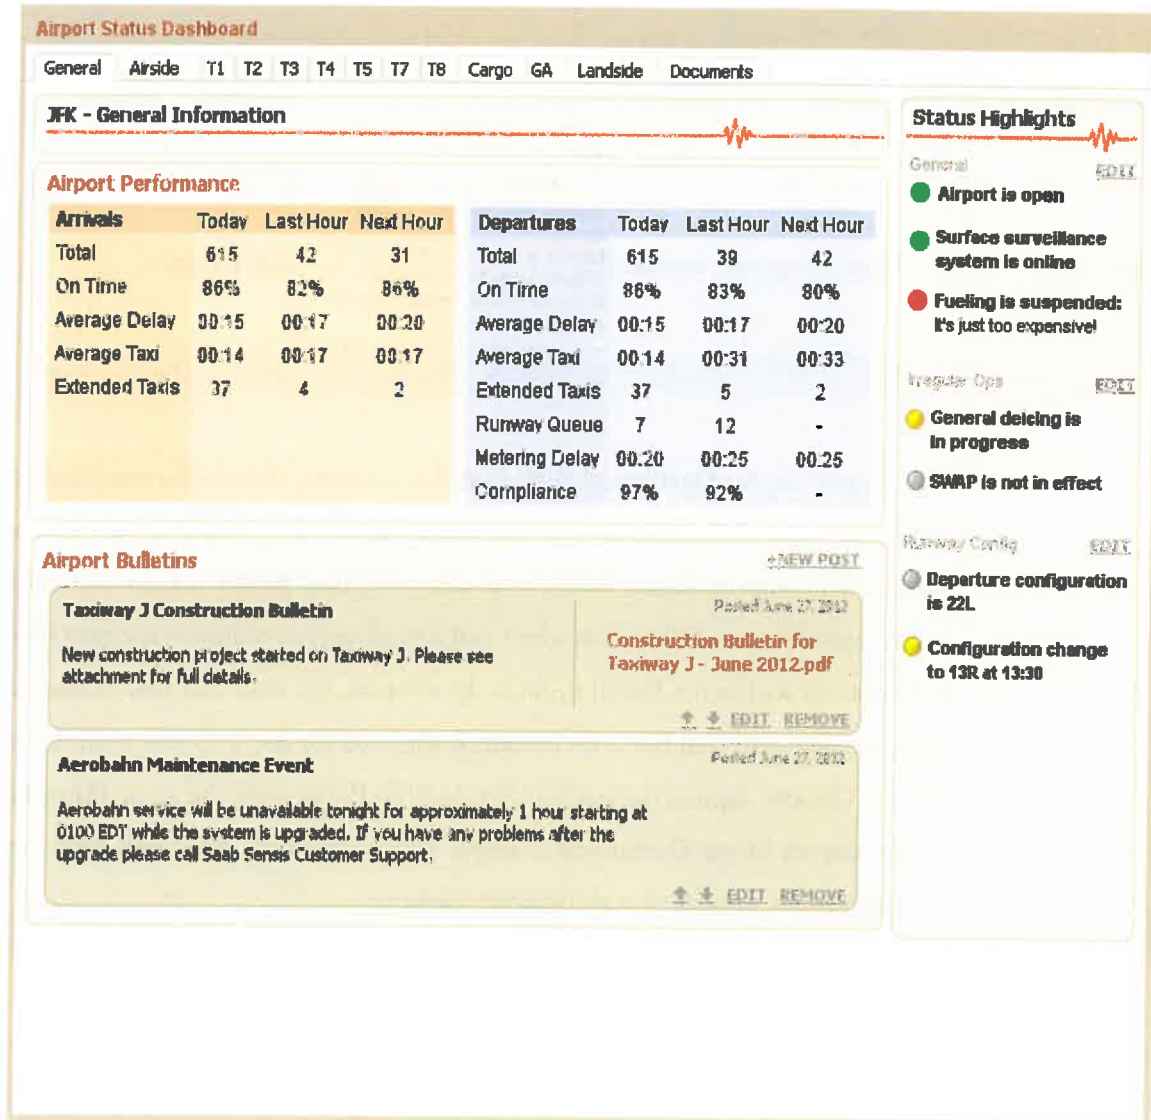 Airport Status Dashboard
General Airside T1 T2 T3 T4 T5 T7 T8 Cargo GA Landside Documents
JFK - General Information
Airport Performance
Arrivals Today Last Hour Next Hour
Total 615 42 31
On Time 86% 82% 86%
Average Delay 00:15 00:17 00:20
Average Taxi 00:14 00:17 00:17
Extended Taxis 37 4 2
Departures Today Last Hour Next Hour
Total 615 39 42
On Time 86% 83% 80%
Average Delay 00:15 00:17 00:20
Average Taxi 00:14 00:31 00:33
Extended Taxis 37 5 2
Runway Queue 7 12 -
Metering Delay 00:20 00:25 00:25
Compliance 97% 92% -
Airport Bulletins
+NEW POST
Taxiway J Construction Bulletin
Posted June 27, 2012
New construction project started on Taxiway J. Please see
attachment for full details.
Construction Bulletin for
Taxiway J - June 2012.pdf
EDIT REMOVE
Aerobahn Maintenance Event
Posted June 27, 2012
Aerobahn service will be unavailable tonight for approximately 1 hour starting at
0100 EDT while the system is upgraded. If you have any problems after the
upgrade please call Saab Sensis Customer Support.
EDIT REMOVE
Status Highlights
General EDIT
Airport is open
Surface surveillance
system is online
Fueling is suspended:
It's just too expensive!
Irregular Ops EDIT
General deicing is
in progress
SWAP is not in effect
Runway Config EDIT
Departure configuration
is 22L
Configuration change
to 13R at 13:30